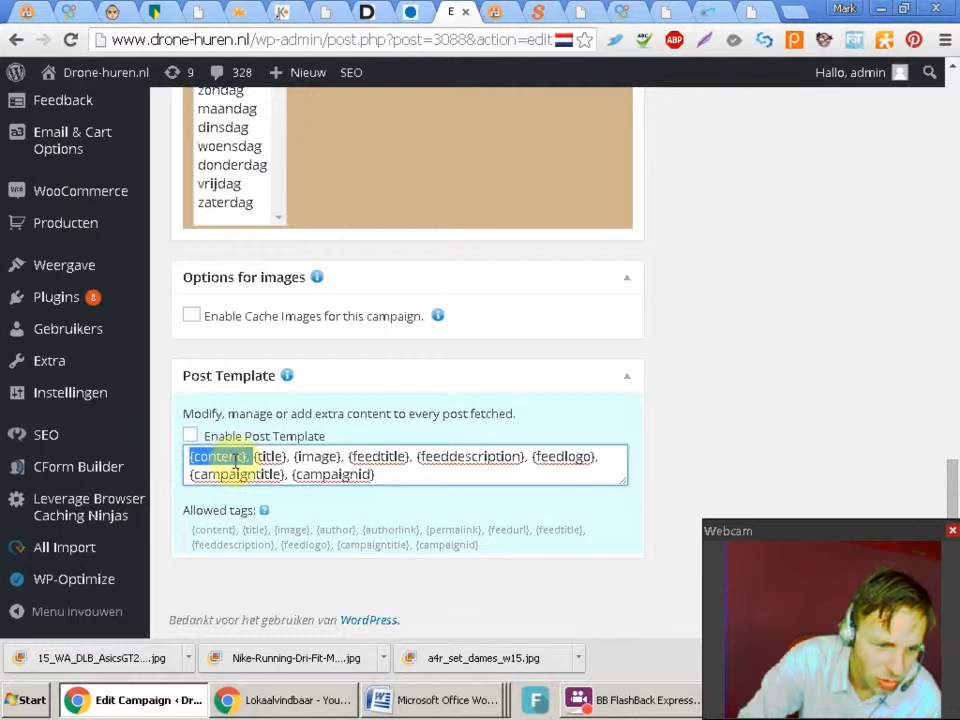 E
Mark
www.drone-huren.nl/wp-admin/post.php?post=3088&action=edit
ABP
Drone-huren.nl
9
328
Nieuw
SEO
Hallo, admin
Feedback
Email & Cart
Options
WooCommerce
Producten
Weergave
Plugins 8
Gebruikers
Extra
Instellingen
SEO
CForm Builder
Leverage Browser
Caching Ninjas
All Import
WP-Optimize
Menu invouwen
zondag
maandag
dinsdag
woensdag
donderdag
vrijdag
zaterdag
Options for images
Enable Cache Images for this campaign.
Post Template
Modify, manage or add extra content to every post fetched.
Enable Post Template
{content}, {title}, {image}, {feedtitle}, {feeddescription}, {feedlogo},
{campaigntitle}, {campaignid}
Allowed tags:
{content}, {title}, {image}, {author}, {authorlink}, {permalink}, {feedurl}, {feedtitle},
{feeddescription}, {feedlogo}, {campaigntitle}, {campaignid}
Bedankt voor het gebruiken van WordPress.
Webcam
15_WA_DLB_AsicsGT2....jpg
Nike-Running-Dri-Fit-M....jpg
a4r_set_dames_w15.jpg
Start
Edit Campaign ‹ Dr...
Lokaalvindbaar - You...
Microsoft Office Wo...
F
BB FlashBack Express...